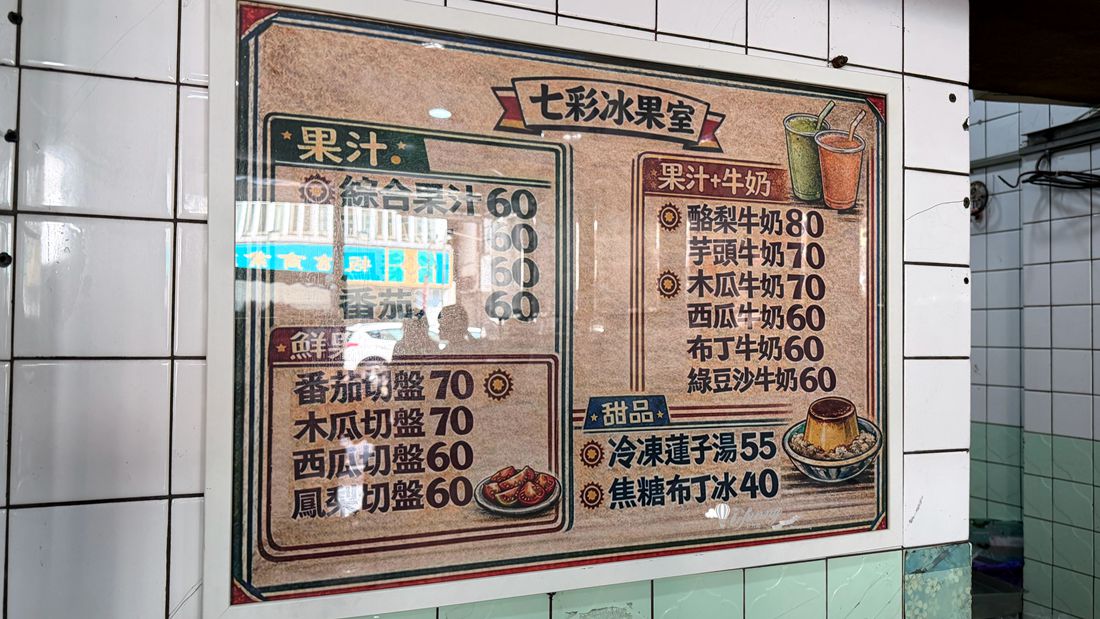 七彩冰果室
果汁
綜合果汁60
60
60
番茄 60
鮮果
番茄切盤70
木瓜切盤70
西瓜切盤60
鳳梨切盤60
果汁+牛奶
酪梨牛奶80
芋頭牛奶70
木瓜牛奶70
西瓜牛奶60
布丁牛奶60
綠豆沙牛奶60
甜品
冷凍蓮子湯55
焦糖布丁冰40